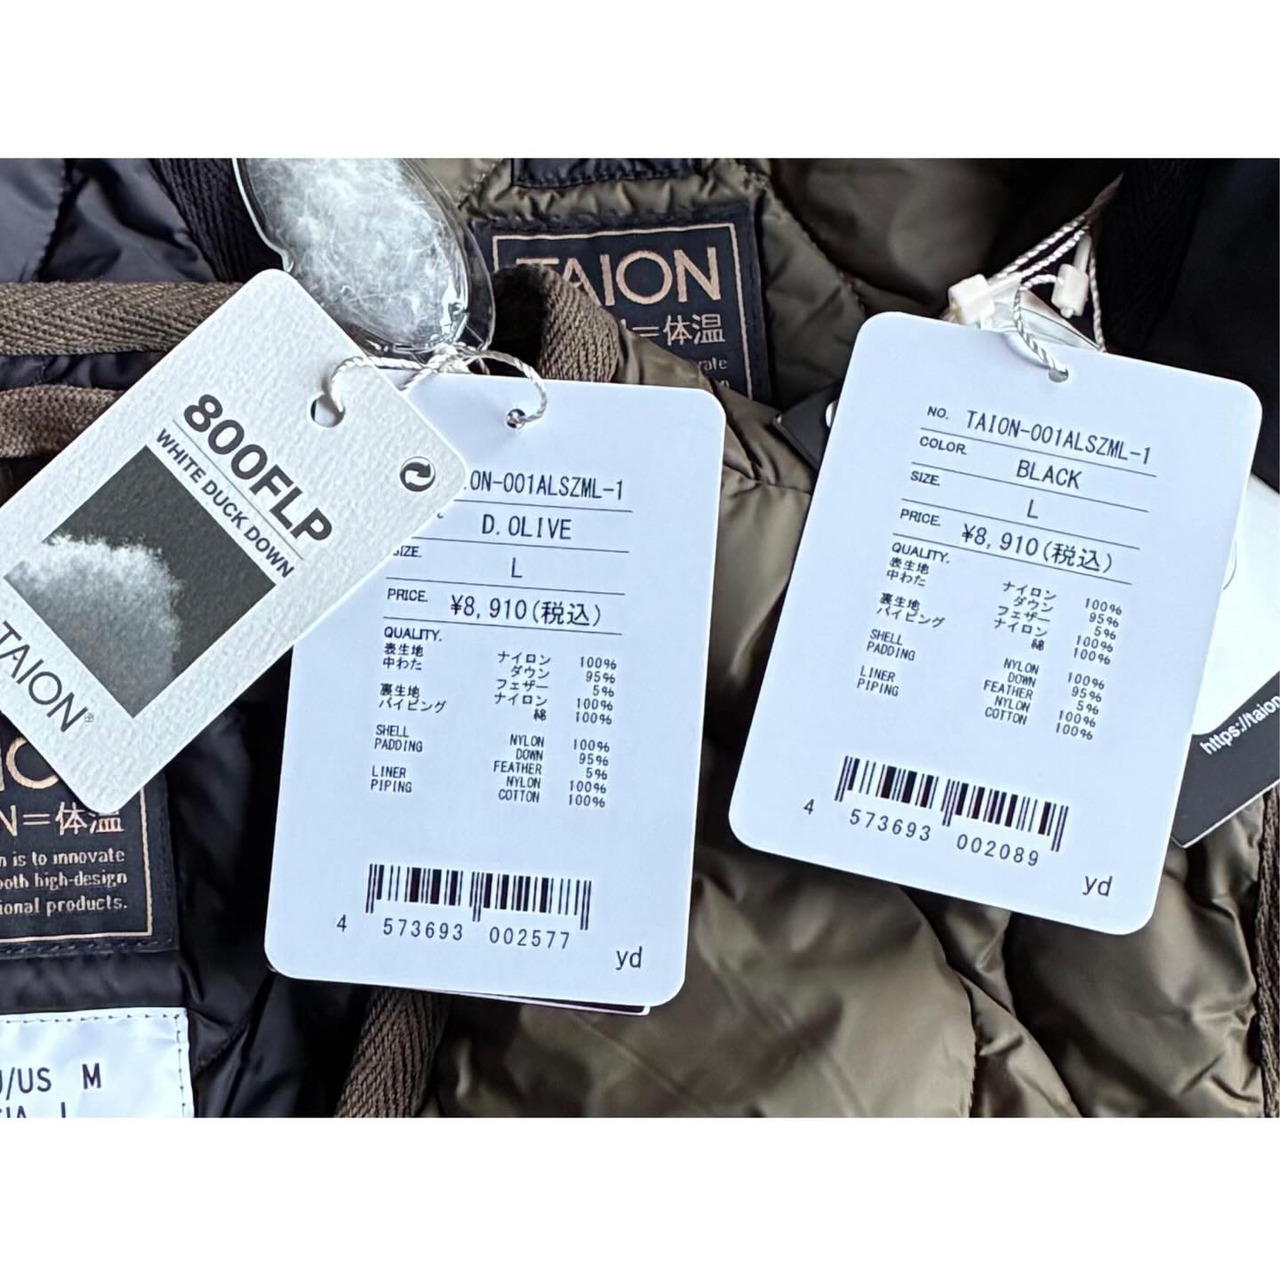 800FLP
WHITE DUCK DOWN
TAION®
TAION
=体温
ION-001ALSZML-1
D.OLIVE
SIZE.
L
PRICE. ¥8,910(税込)
QUALITY.
表生地 ナイロン 100%
中わた ダウン 95%
フェザー 5%
裏生地 ナイロン 100%
パイピング 綿 100%
SHELL NYLON 100%
PADDING DOWN 95%
FEATHER 5%
LINER NYLON 100%
PIPING COTTON 100%
4 573693 002577
yd
NO. TAION-001ALSZML-1
COLOR. BLACK
SIZE. L
PRICE. ¥8,910(税込)
QUALITY.
表生地 ナイロン 100%
中わた ダウン 95%
フェザー 5%
裏生地 ナイロン 100%
パイピング 綿 100%
SHELL NYLON 100%
PADDING DOWN 95%
FEATHER 5%
LINER NYLON 100%
PIPING COTTON 100%
4 573693 002089
yd
https://taion
N=体温
is to innovate
both high-design
ional products.
/US M